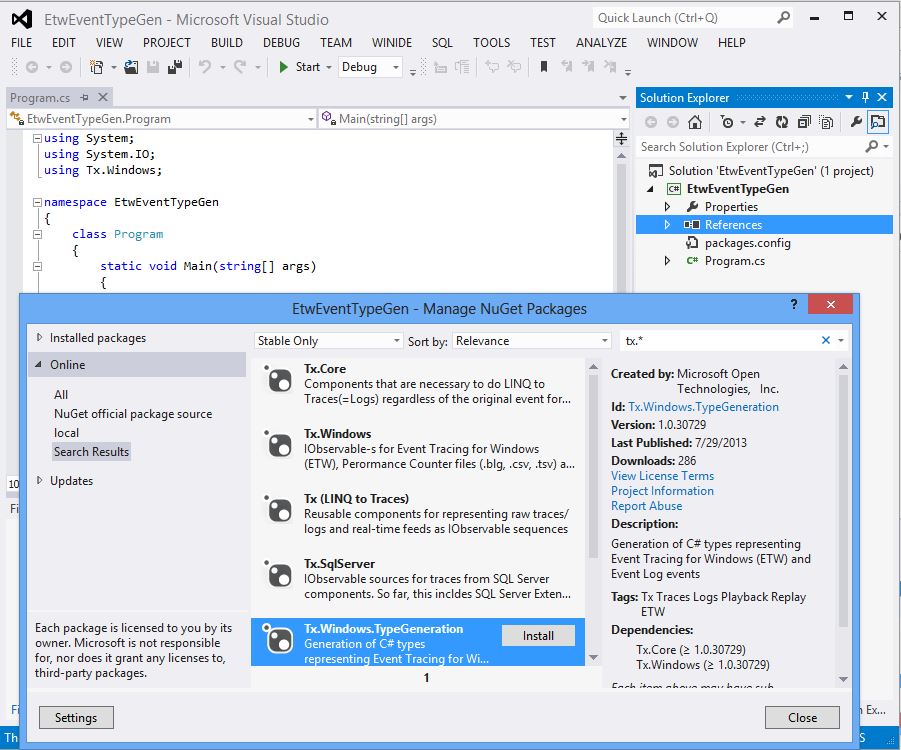 EtwEventTypeGen - Microsoft Visual Studio
Quick Launch (Ctrl+Q)
FILE EDIT VIEW PROJECT BUILD DEBUG TEAM WINIDE SQL TOOLS TEST ANALYZE WINDOW HELP
Start Debug
Program.cs
EtwEventTypeGen.Program
Main(string[] args)
using System;
using System.IO;
using Tx.Windows;
namespace EtwEventTypeGen
{
class Program
{
static void Main(string[] args)
{
Solution Explorer
Search Solution Explorer (Ctrl+;)
Solution 'EtwEventTypeGen' (1 project)
C# EtwEventTypeGen
Properties
References
packages.config
C# Program.cs
EtwEventTypeGen - Manage NuGet Packages
?
Installed packages
Online
All
NuGet official package source
local
Search Results
Updates
Each package is licensed to you by its
owner. Microsoft is not responsible
for, nor does it grant any licenses to,
third-party packages.
Settings
Stable Only
Sort by: Relevance
tx.*
Tx.Core
Components that are necessary to do LINQ to
Traces(=Logs) regardless of the original event for...
Tx.Windows
IObservable-s for Event Tracing for Windows
(ETW), Perormance Counter files (.blg, .csv, .tsv) a...
Tx (LINQ to Traces)
Reusable components for representing raw traces/
logs and real-time feeds as IObservable sequences
Tx.SqlServer
IObservable sources for traces from SQL Server
components. So far, this incldes SQL Server Exten...
Tx.Windows.TypeGeneration
Generation of C# types
representing Event Tracing for Wi...
Install
1
Created by: Microsoft Open
Technologies, Inc.
Id: Tx.Windows.TypeGeneration
Version: 1.0.30729
Last Published: 7/29/2013
Downloads: 286
View License Terms
Project Information
Report Abuse
Description:
Generation of C# types representing
Event Tracing for Windows (ETW) and
Event Log events
Tags: Tx Traces Logs Playback Replay
ETW
Dependencies:
Tx.Core (≥ 1.0.30729)
Tx.Windows (≥ 1.0.30729)
Each item above may have sub
Close
10
Fi
Fi
Th
Ex...
S